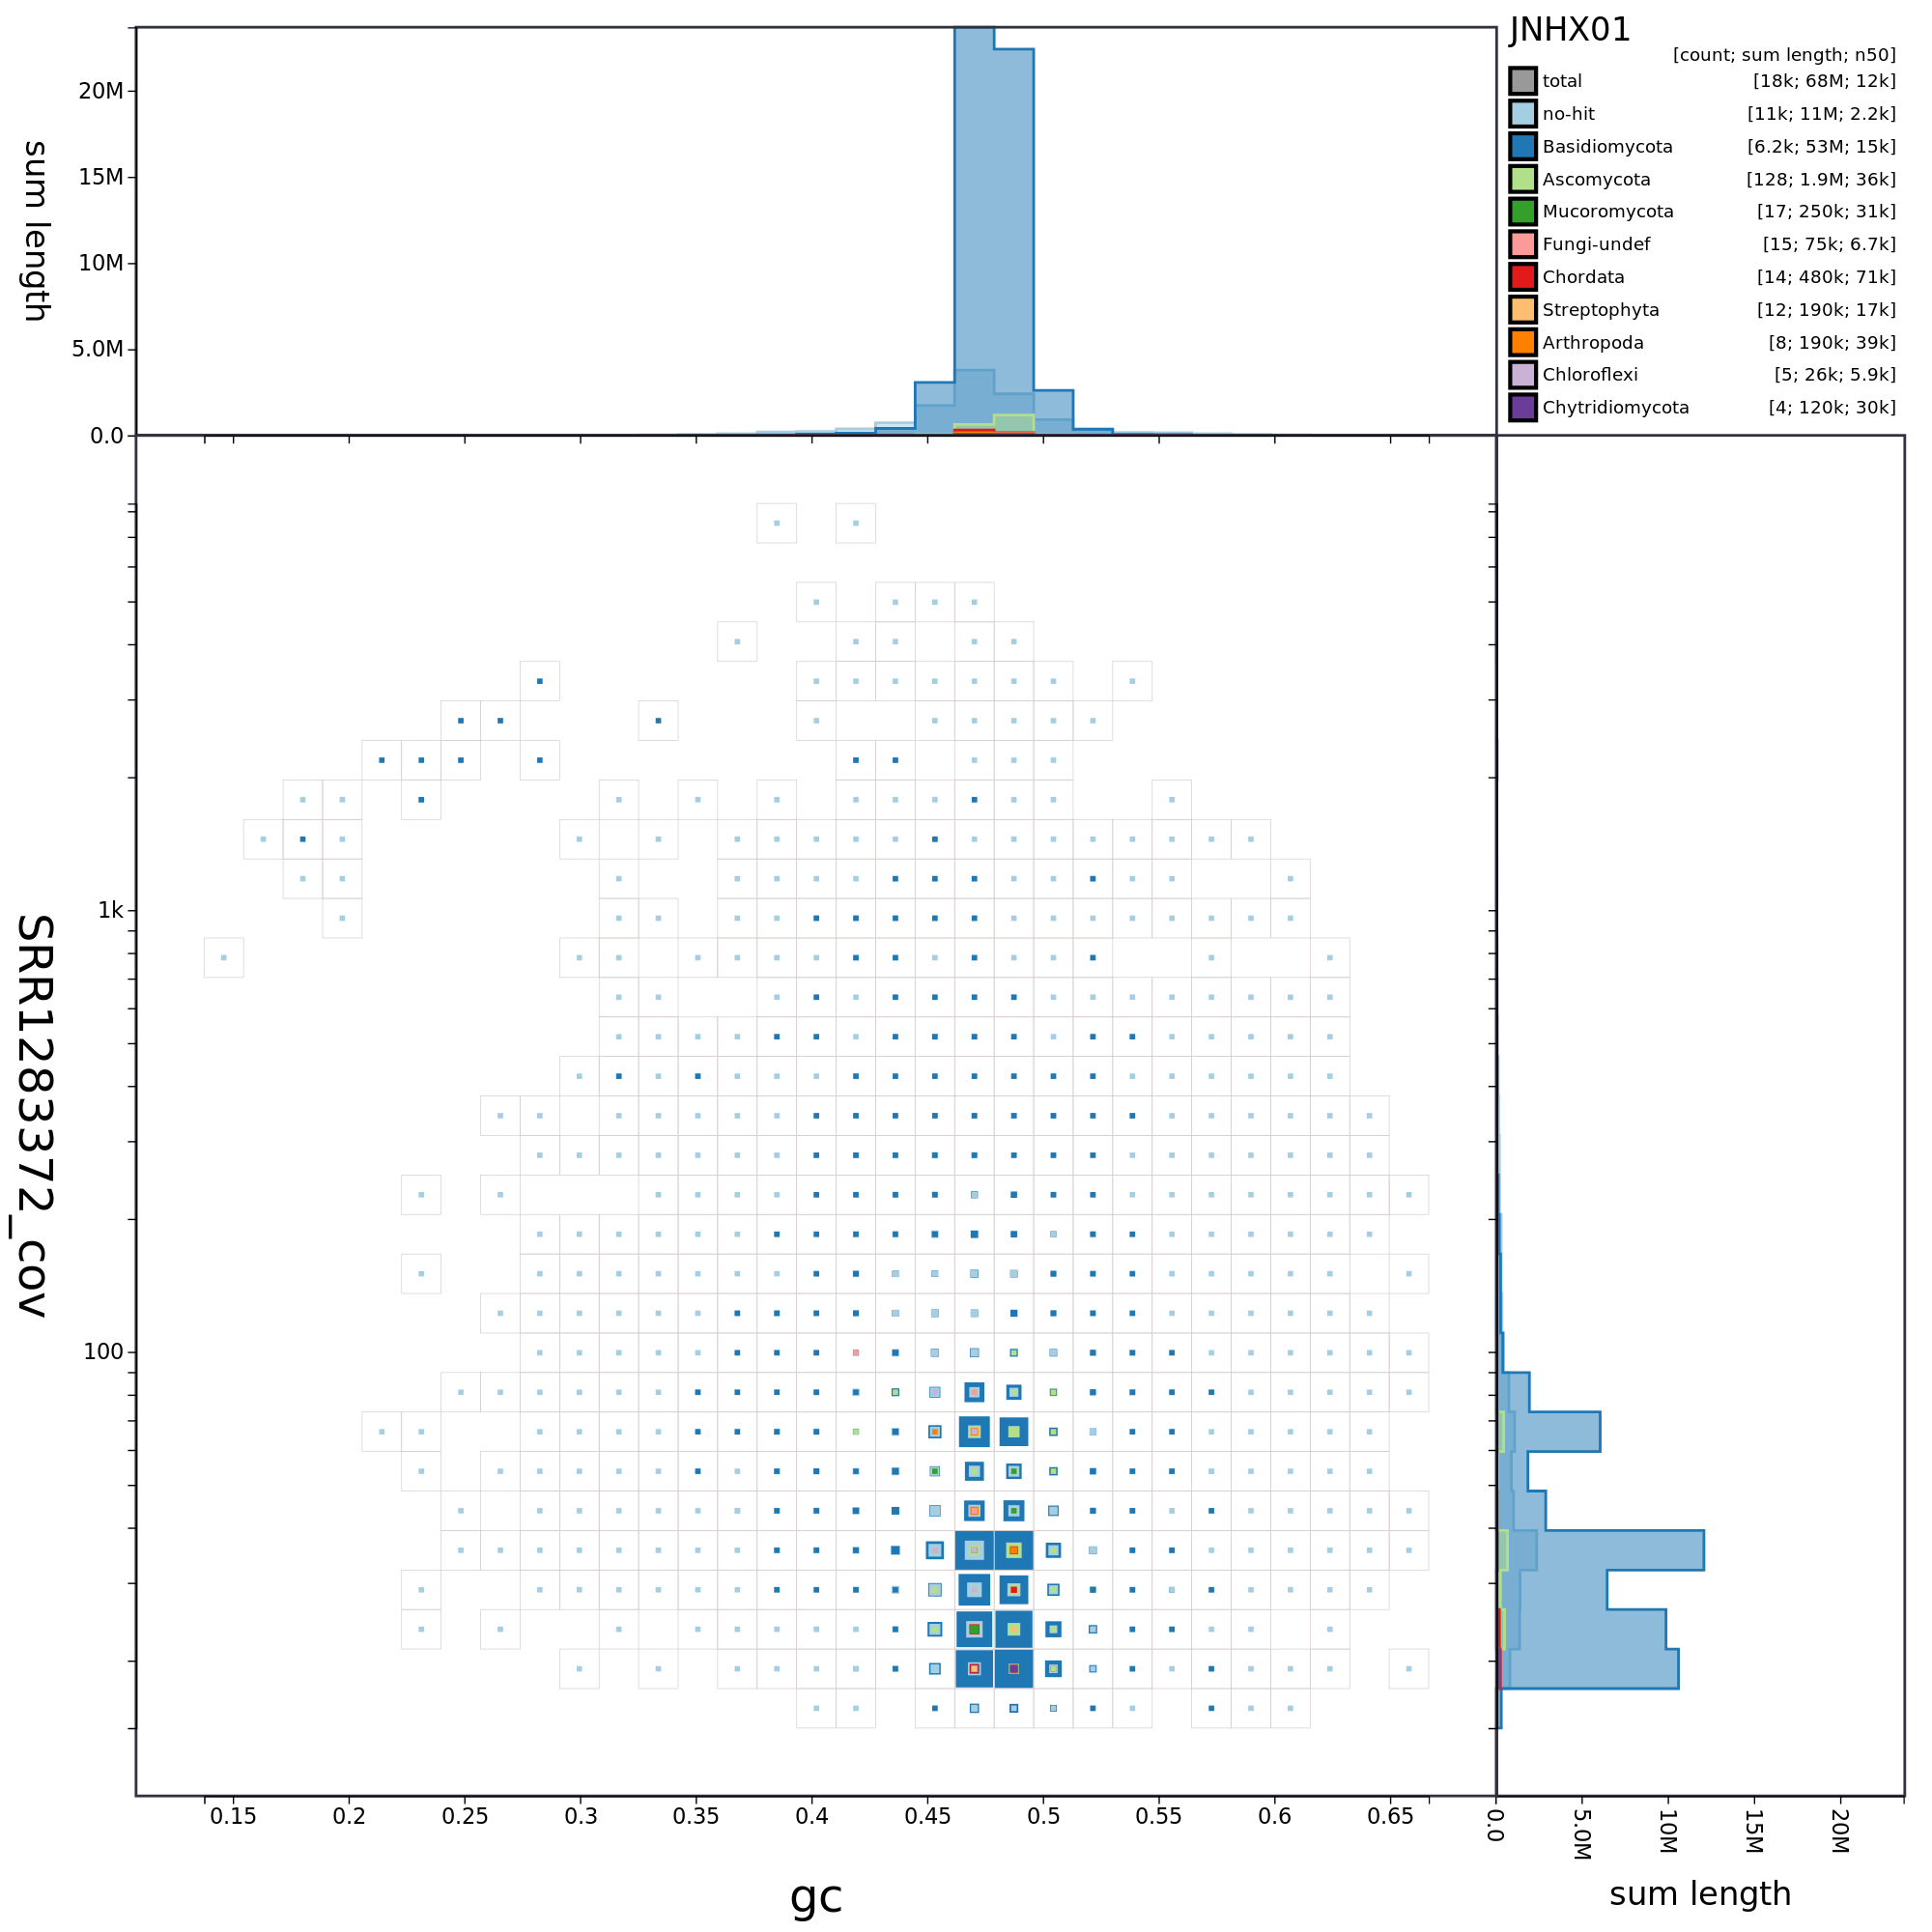 JNHX01
[count; sum length; n50]
total [18k; 68M; 12k]
no-hit [11k; 11M; 2.2k]
Basidiomycota [6.2k; 53M; 15k]
Ascomycota [128; 1.9M; 36k]
Mucoromycota [17; 250k; 31k]
Fungi-undef [15; 75k; 6.7k]
Chordata [14; 480k; 71k]
Streptophyta [12; 190k; 17k]
Arthropoda [8; 190k; 39k]
Chloroflexi [5; 26k; 5.9k]
Chytridiomycota [4; 120k; 30k]
sum length
20M
15M
10M
5.0M
0.0
SRR1283372_cov
1k
100
0.15 0.2 0.25 0.3 0.35 0.4 0.45 0.5 0.55 0.6 0.65
gc
0.0 5.0M 10M 15M 20M
sum length